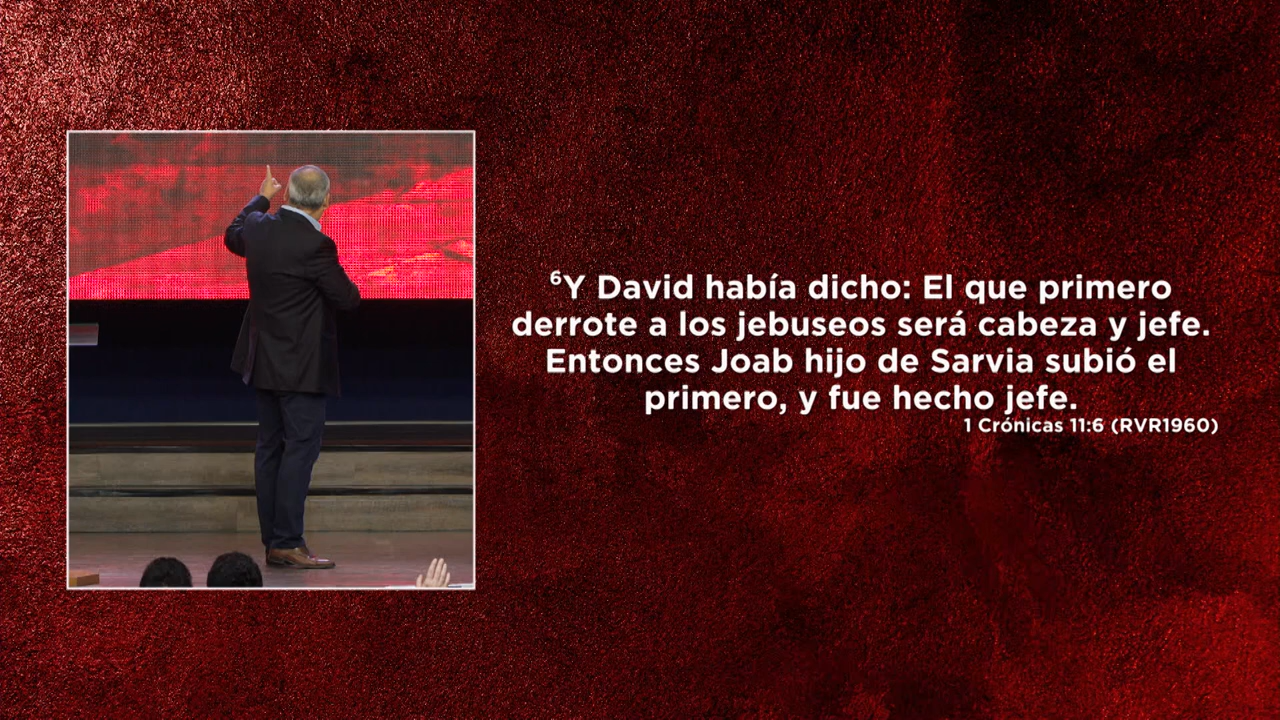 ⁶Y David había dicho: El que primero
derrote a los jebuseos será cabeza y jefe.
Entonces Joab hijo de Sarvia subió el
primero, y fue hecho jefe.
1 Crónicas 11:6 (RVR1960)